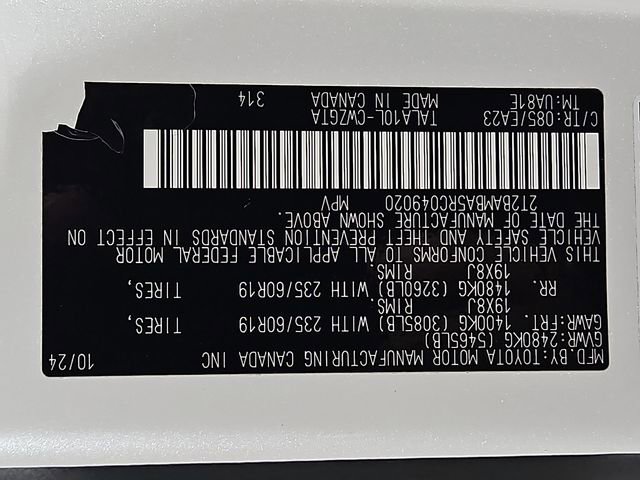 MFD.BY:TOYOTA MOTOR MANUFACTURING CANADA INC 10/24
GVWR:2480KG(5465LB)
GAWR:FRT. 1400KG (3085LB) WITH 235/60R19 TIRES,
19X8J RIMS
RR. 1480KG (3260LB) WITH 235/60R19 TIRES,
19X8J RIMS
THIS VEHICLE CONFORMS TO ALL APPLICABLE FEDERAL MOTOR
VEHICLE SAFETY AND THEFT PREVENTION STANDARDS IN EFFECT ON
THE DATE OF MANUFACTURE SHOWN ABOVE.
2T2BAMBA5RC049020 MPV
C/TR:085/EA23 TALA10L-CWZGTA 314
TM:UA81E MADE IN CANADA